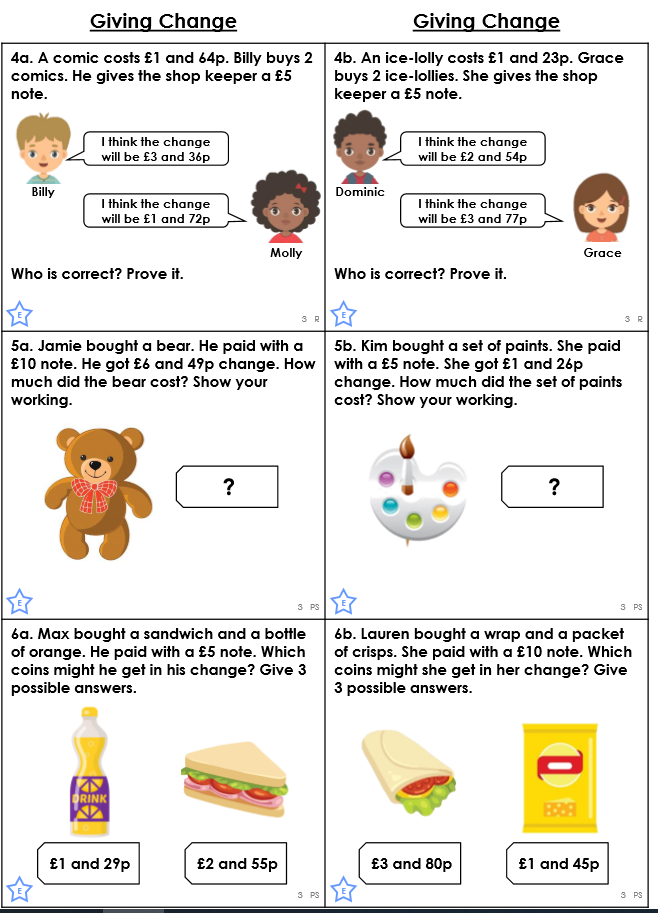 Giving Change
Giving Change
4a. A comic costs £1 and 64p. Billy buys 2
comics. He gives the shop keeper a £5
note.
I think the change
will be £3 and 36p
Billy
I think the change
will be £1 and 72p
Molly
Who is correct? Prove it.
E
3 R
4b. An ice-lolly costs £1 and 23p. Grace
buys 2 ice-lollies. She gives the shop
keeper a £5 note.
I think the change
will be £2 and 54p
Dominic
I think the change
will be £3 and 77p
Grace
Who is correct? Prove it.
E
3 R
5a. Jamie bought a bear. He paid with a
£10 note. He got £6 and 49p change. How
much did the bear cost? Show your
working.
?
E
3 PS
5b. Kim bought a set of paints. She paid
with a £5 note. She got £1 and 26p
change. How much did the set of paints
cost? Show your working.
?
E
3 PS
6a. Max bought a sandwich and a bottle
of orange. He paid with a £5 note. Which
coins might he get in his change? Give 3
possible answers.
DRINK
£1 and 29p
£2 and 55p
E
3 PS
6b. Lauren bought a wrap and a packet
of crisps. She paid with a £10 note. Which
coins might she get in her change? Give
3 possible answers.
£3 and 80p
£1 and 45p
E
3 PS